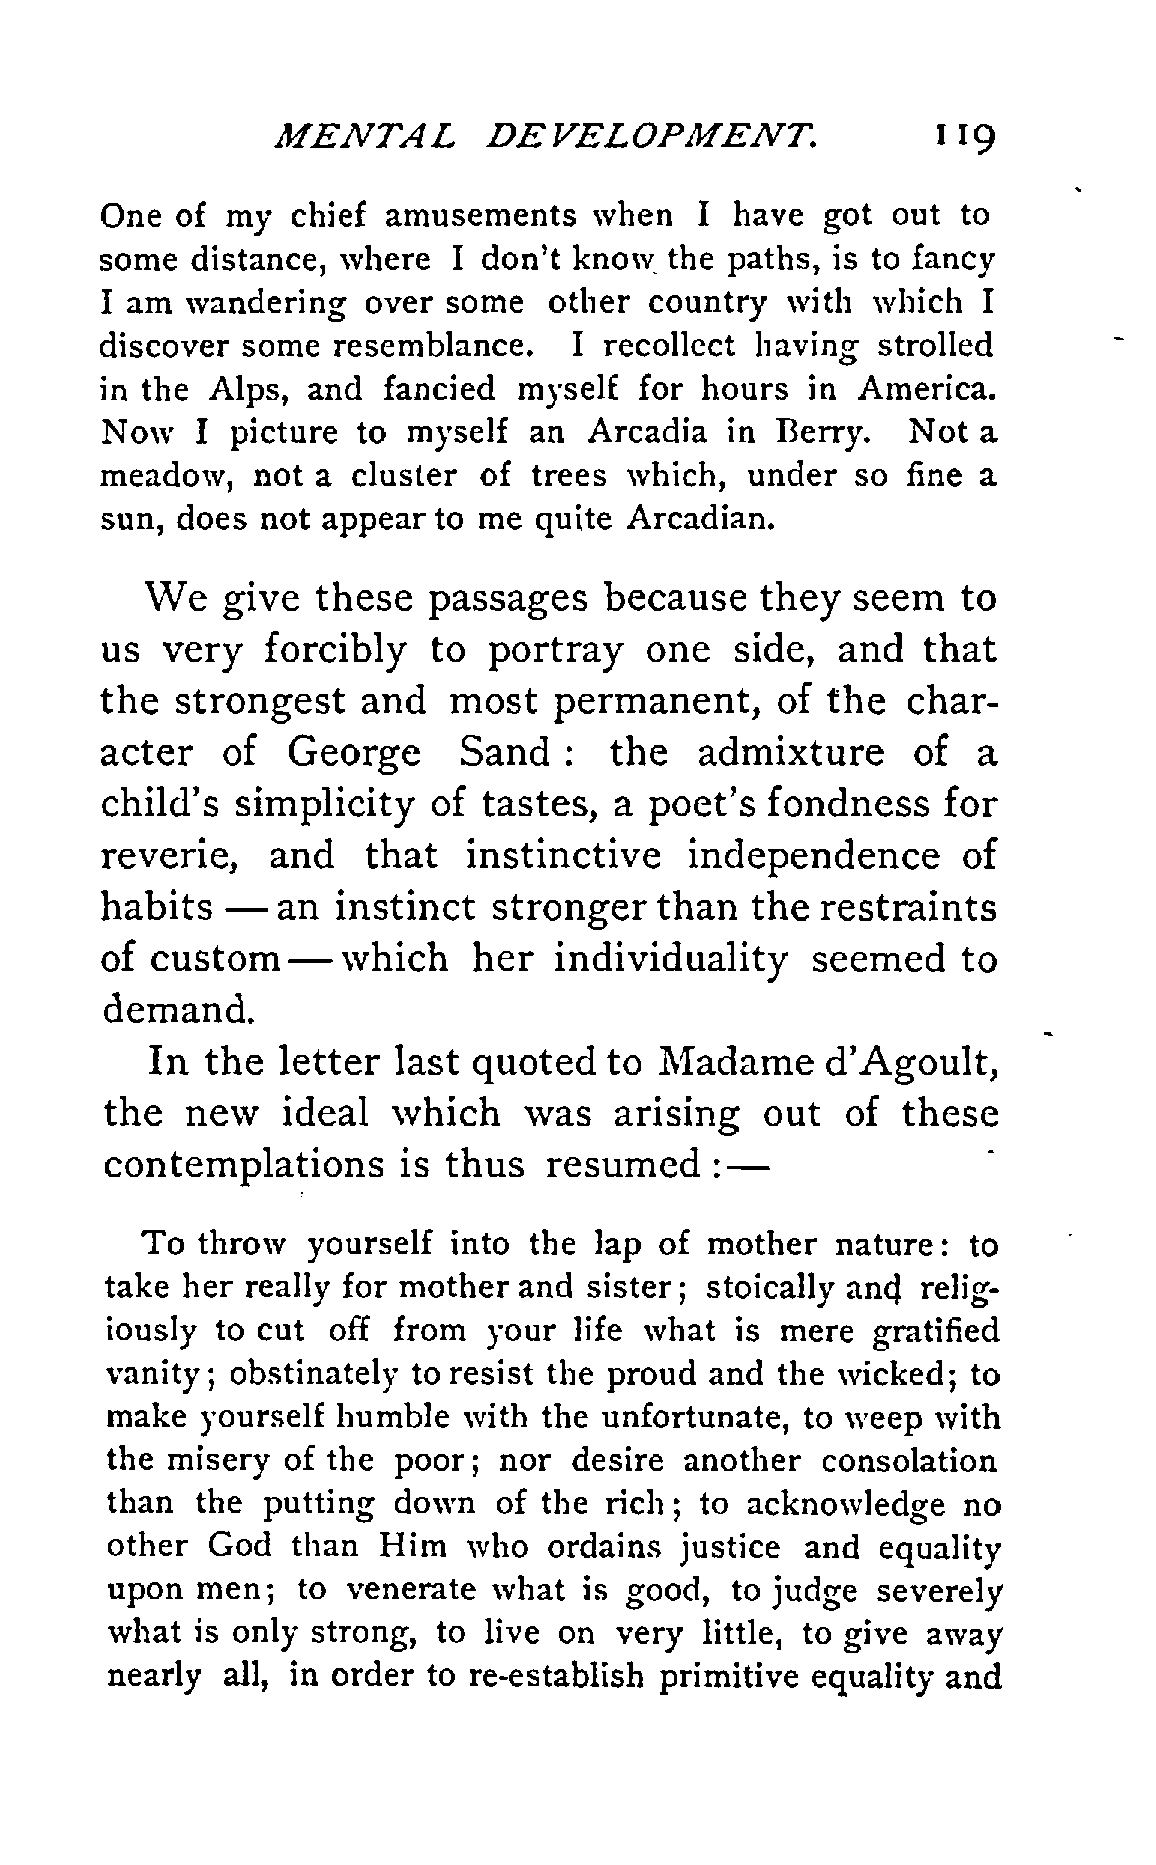 MENTAL DEVELOPMENT. 119
One of my chief amusements when I have got out to
some distance, where I don't know the paths, is to fancy
I am wandering over some other country with which I
discover some resemblance. I recollect having strolled
in the Alps, and fancied myself for hours in America.
Now I picture to myself an Arcadia in Berry. Not a
meadow, not a cluster of trees which, under so fine a
sun, does not appear to me quite Arcadian.
We give these passages because they seem to
us very forcibly to portray one side, and that
the strongest and most permanent, of the char-
acter of George Sand : the admixture of a
child's simplicity of tastes, a poet's fondness for
reverie, and that instinctive independence of
habits — an instinct stronger than the restraints
of custom — which her individuality seemed to
demand.
In the letter last quoted to Madame d'Agoult,
the new ideal which was arising out of these
contemplations is thus resumed :—
To throw yourself into the lap of mother nature: to
take her really for mother and sister; stoically and relig-
iously to cut off from your life what is mere gratified
vanity; obstinately to resist the proud and the wicked; to
make yourself humble with the unfortunate, to weep with
the misery of the poor; nor desire another consolation
than the putting down of the rich; to acknowledge no
other God than Him who ordains justice and equality
upon men; to venerate what is good, to judge severely
what is only strong, to live on very little, to give away
nearly all, in order to re-establish primitive equality and